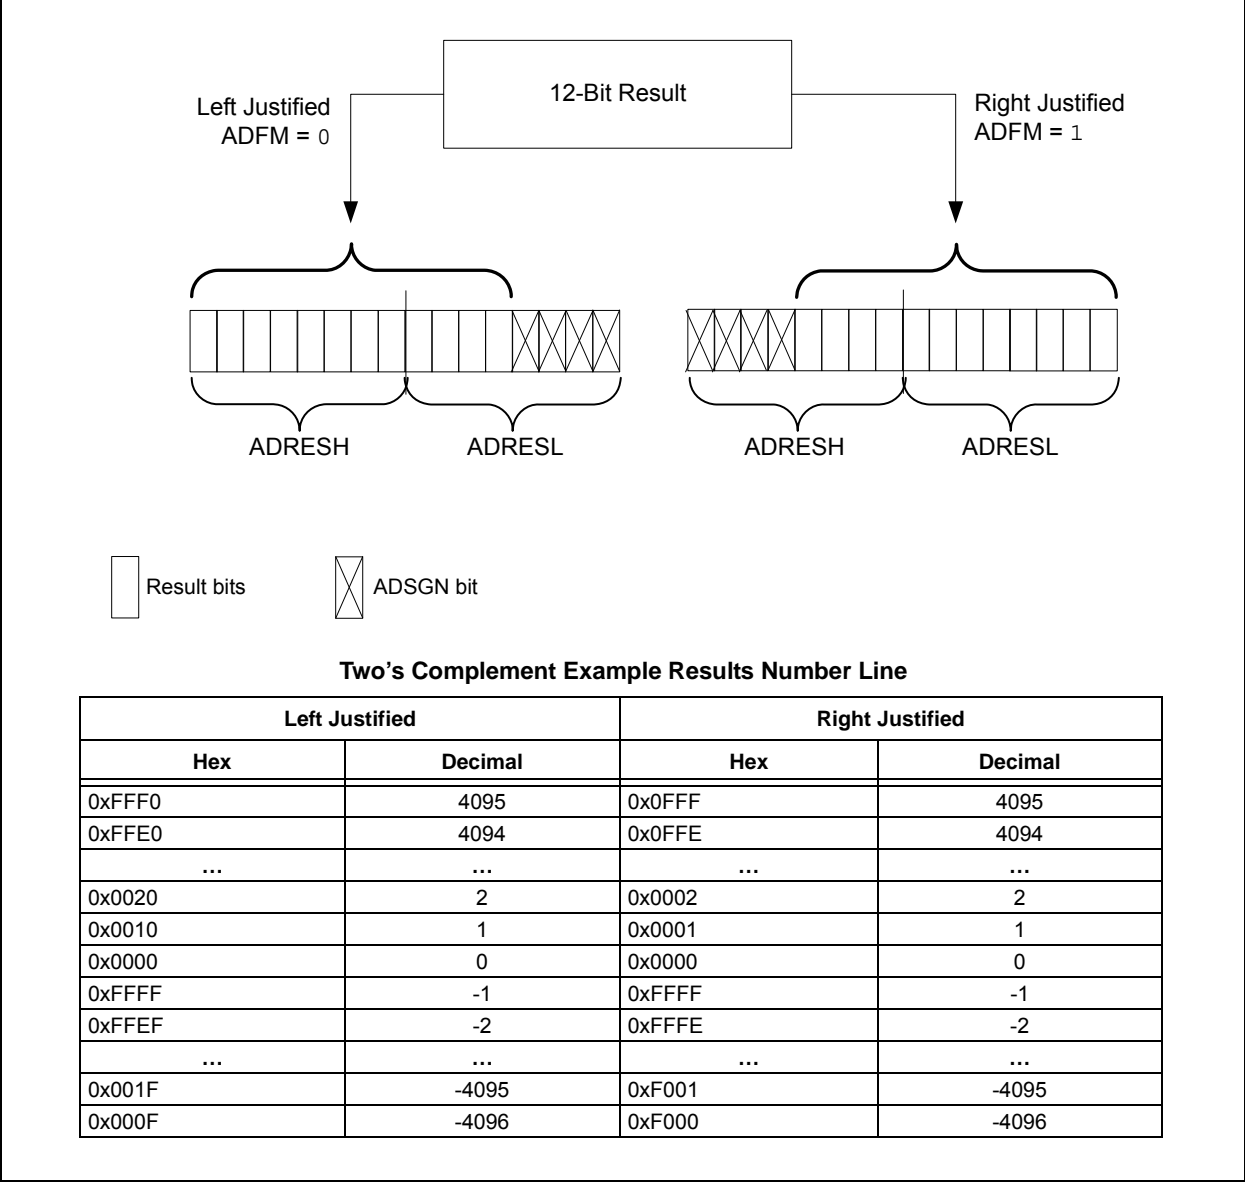 12-Bit Result
Left Justified
ADFM = 0
Right Justified
ADFM = 1
ADRESH ADRESL ADRESH ADRESL
Result bits ADSGN bit
Two's Complement Example Results Number Line
Left Justified Right Justified
Hex Decimal Hex Decimal
0xFFF0 4095 0x0FFF 4095
0xFFE0 4094 0x0FFE 4094
… … … …
0x0020 2 0x0002 2
0x0010 1 0x0001 1
0x0000 0 0x0000 0
0xFFFF -1 0xFFFF -1
0xFFEF -2 0xFFFE -2
… … … …
0x001F -4095 0xF001 -4095
0x000F -4096 0xF000 -4096